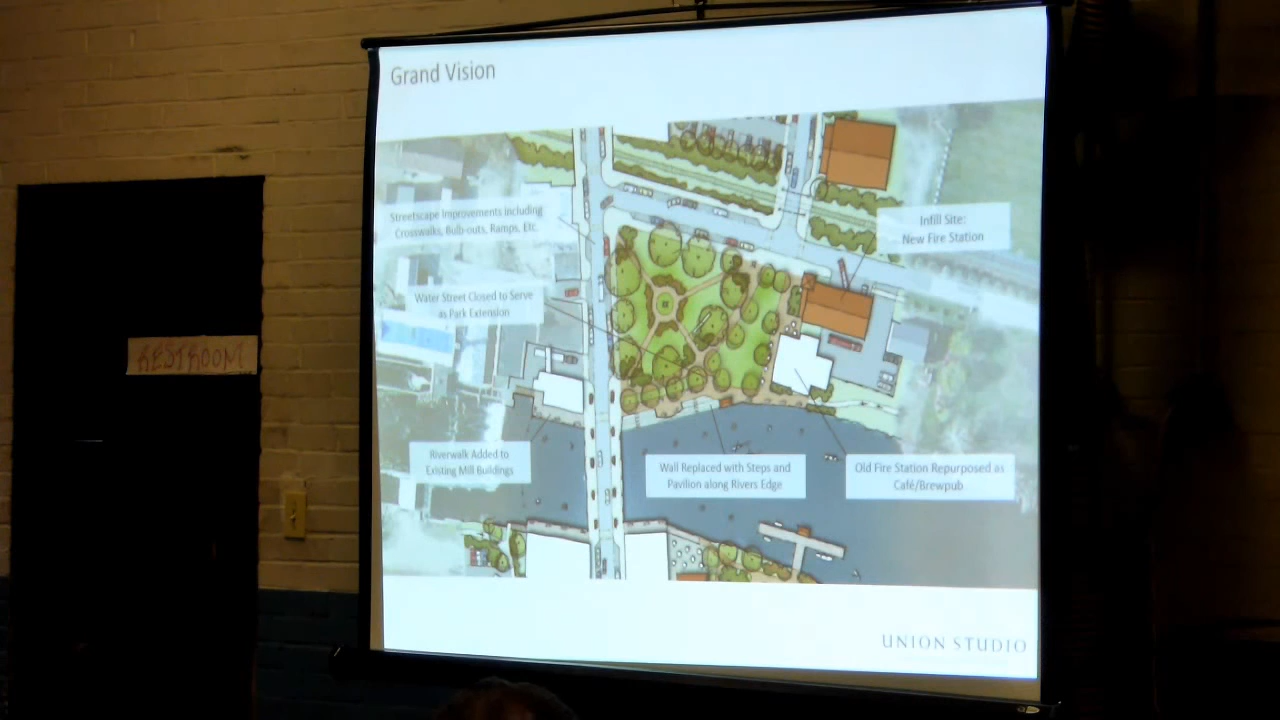 Grand Vision
Streetscape Improvements Including
Crosswalks, Bulb-outs, Ramps, Etc.
Infill Site:
New Fire Station
Water Street Closed to Serve
as Park Extension
RESTROOM
Riverwalk Added to
Existing Mill Buildings
Wall Replaced with Steps and
Pavilion along Rivers Edge
Old Fire Station Repurposed as
Café/Brewpub
UNION STUDIO